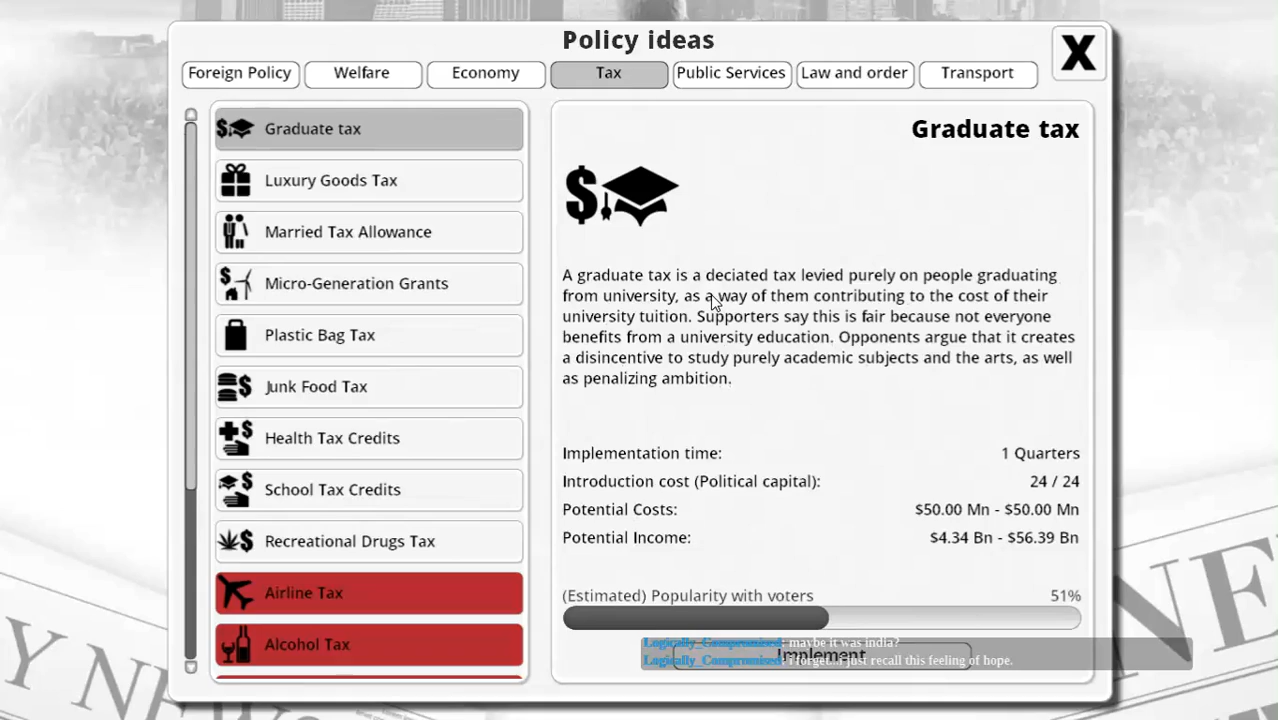 Policy ideas
X
Foreign Policy
Welfare
Economy
Tax
Public Services
Law and order
Transport
Graduate tax
Luxury Goods Tax
Married Tax Allowance
Micro-Generation Grants
Plastic Bag Tax
Junk Food Tax
Health Tax Credits
School Tax Credits
Recreational Drugs Tax
Airline Tax
Alcohol Tax
Graduate tax
A graduate tax is a deciated tax levied purely on people graduating
from university, as a way of them contributing to the cost of their
university tuition. Supporters say this is fair because not everyone
benefits from a university education. Opponents argue that it creates
a disincentive to study purely academic subjects and the arts, as well
as penalizing ambition.
Implementation time: 1 Quarters
Introduction cost (Political capital): 24 / 24
Potential Costs: $50.00 Mn - $50.00 Mn
Potential Income: $4.34 Bn - $56.39 Bn
(Estimated) Popularity with voters 51%
Logically_Compromised: maybe it was india?
Implement
Logically_Compromised: i forget. i just recall this feeling of hope.